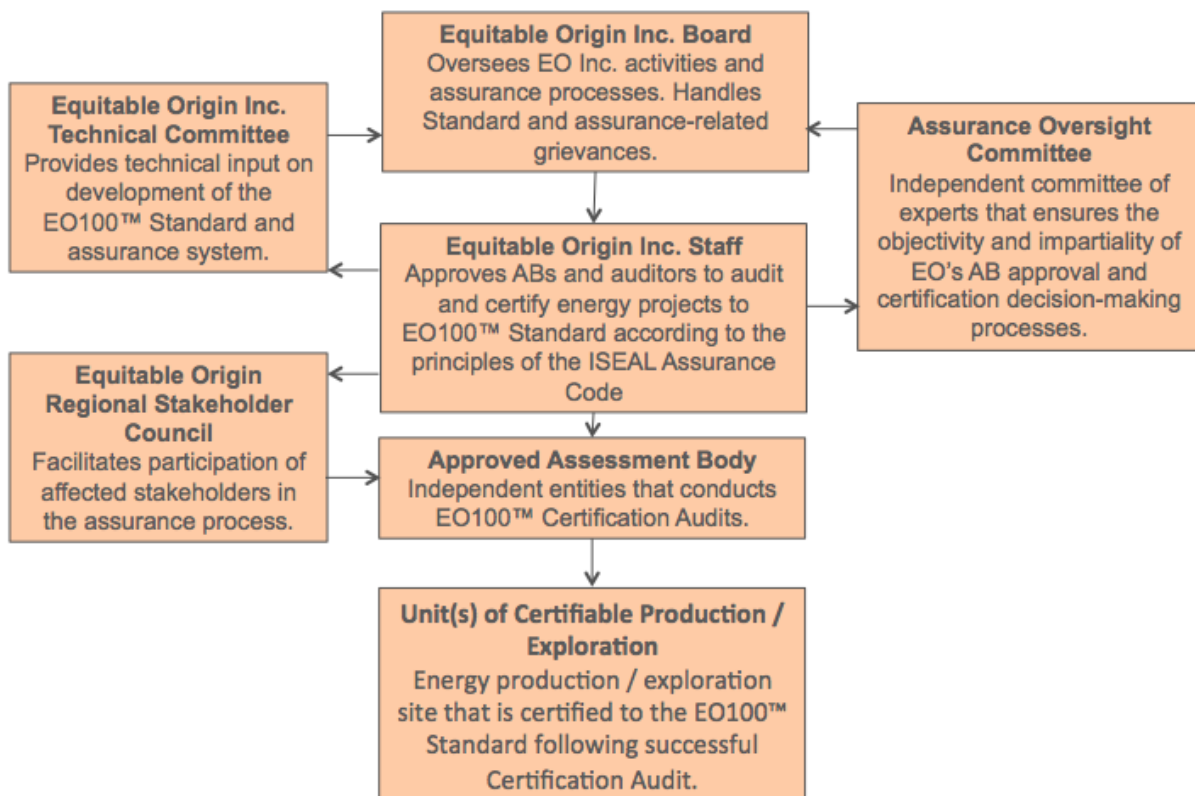 Equitable Origin Inc. Board
Oversees EO Inc. activities and
assurance processes. Handles
Standard and assurance-related
grievances.
Equitable Origin Inc.
Technical Committee
Provides technical input on
development of the
EO100™ Standard and
assurance system.
Assurance Oversight
Committee
Independent committee of
experts that ensures the
objectivity and impartiality of
EO’s AB approval and
certification decision-making
processes.
Equitable Origin Inc. Staff
Approves ABs and auditors to audit
and certify energy projects to
EO100™ Standard according to the
principles of the ISEAL Assurance
Code
Equitable Origin
Regional Stakeholder
Council
Facilitates participation of
affected stakeholders in
the assurance process.
Approved Assessment Body
Independent entities that conducts
EO100™ Certification Audits.
Unit(s) of Certifiable Production /
Exploration
Energy production / exploration
site that is certified to the EO100™
Standard following successful
Certification Audit.